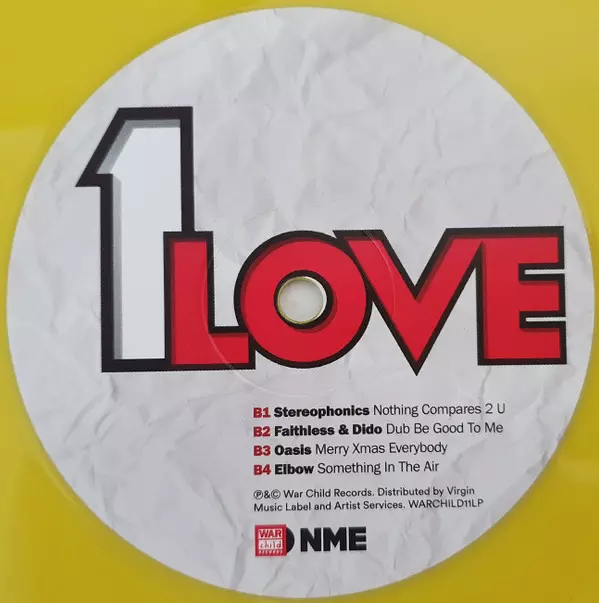 1LOVE
B1 Stereophonics Nothing Compares 2 U
B2 Faithless & Dido Dub Be Good To Me
B3 Oasis Merry Xmas Everybody
B4 Elbow Something In The Air
℗&© War Child Records. Distributed by Virgin
Music Label and Artist Services. WARCHILD11LP
WAR child RECORDS NME